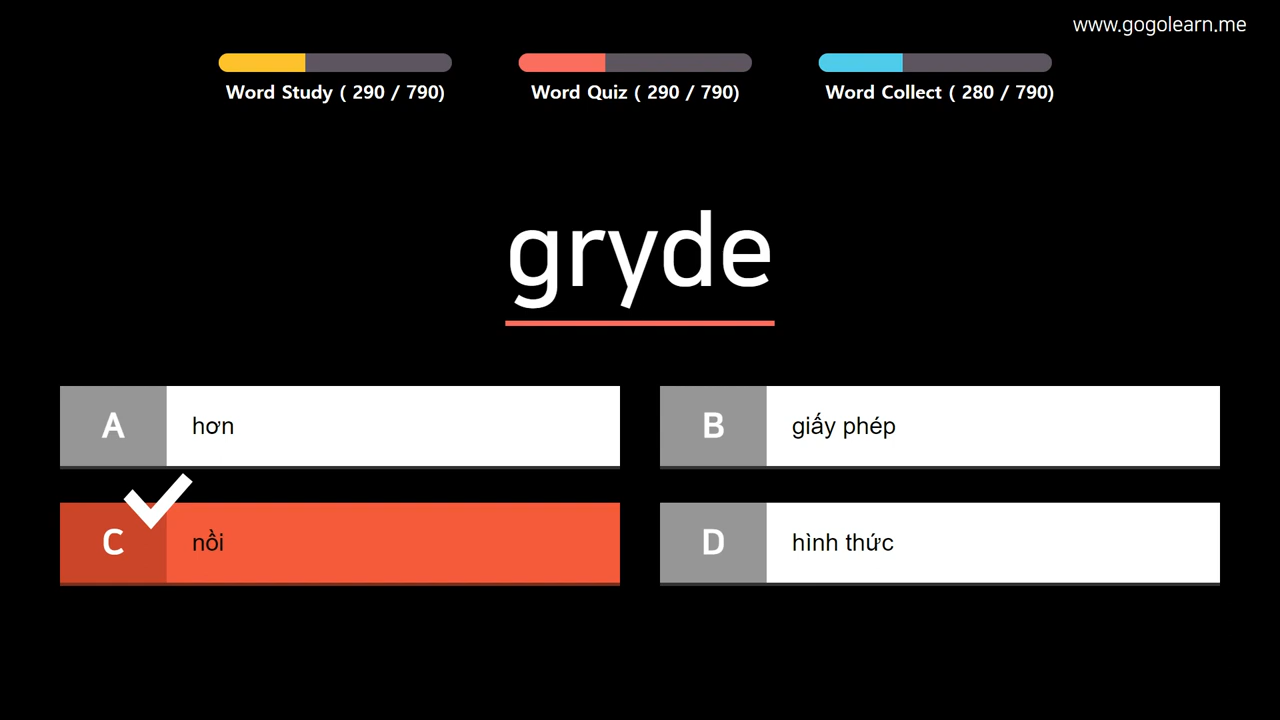 www.gogolearn.me
Word Study ( 290 / 790)
Word Quiz ( 290 / 790)
Word Collect ( 280 / 790)
gryde
A
hơn
B
giấy phép
C
nồi
D
hình thức